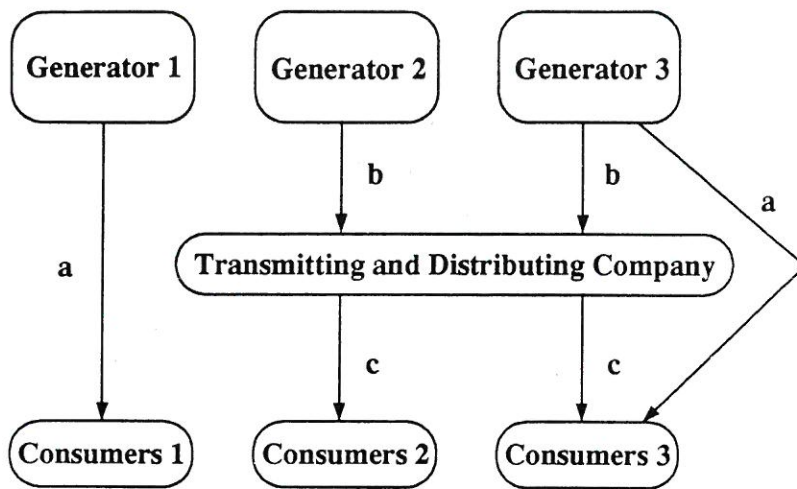 Generator 1
Generator 2
Generator 3
b
b
a
a
Transmitting and Distributing Company
c
c
Consumers 1
Consumers 2
Consumers 3